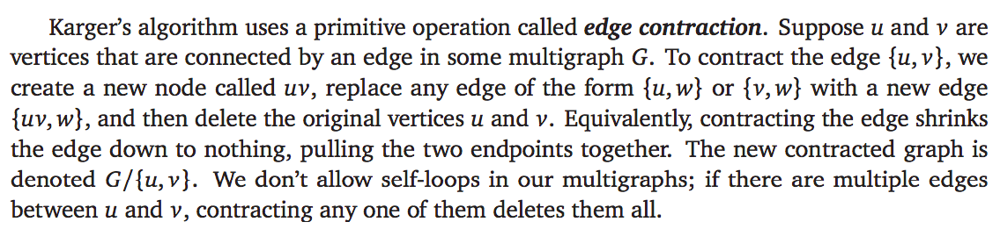 Karger’s algorithm uses a primitive operation called edge contraction. Suppose u and v are
vertices that are connected by an edge in some multigraph G. To contract the edge {u, v}, we
create a new node called uv, replace any edge of the form {u, w} or {v, w} with a new edge
{uv, w}, and then delete the original vertices u and v. Equivalently, contracting the edge shrinks
the edge down to nothing, pulling the two endpoints together. The new contracted graph is
denoted G/{u, v}. We don’t allow self-loops in our multigraphs; if there are multiple edges
between u and v, contracting any one of them deletes them all.